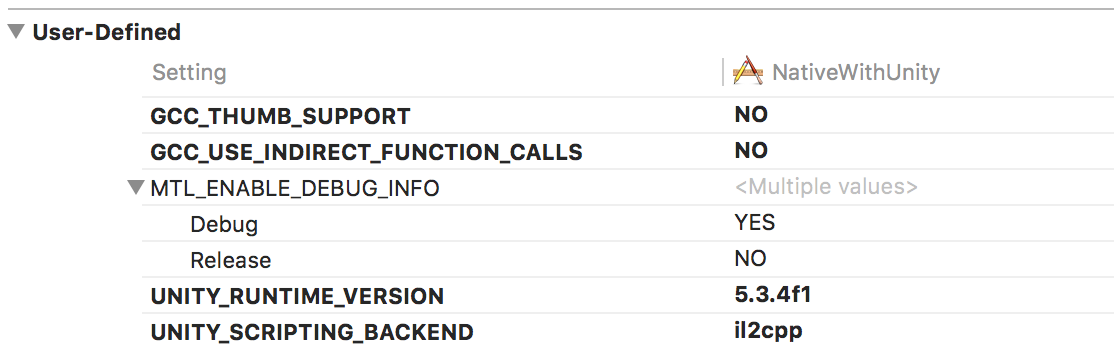 User-Defined
Setting NativeWithUnity
GCC_THUMB_SUPPORT NO
GCC_USE_INDIRECT_FUNCTION_CALLS NO
MTL_ENABLE_DEBUG_INFO <Multiple values>
Debug YES
Release NO
UNITY_RUNTIME_VERSION 5.3.4f1
UNITY_SCRIPTING_BACKEND il2cpp